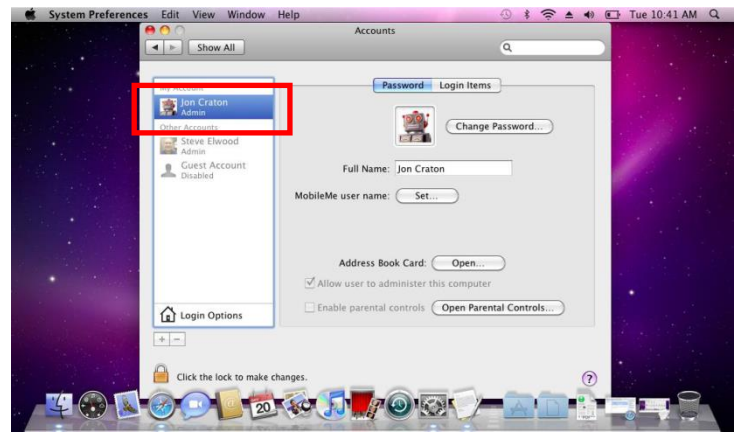 System Preferences Edit View Window Help Tue 10:41 AM
Accounts
Show All
My Account
Jon Craton
Admin
Other Accounts
Steve Elwood
Admin
Guest Account
Disabled
Login Options
Password Login Items
Change Password...
Full Name: Jon Craton
MobileMe user name: Set...
Address Book Card: Open...
Allow user to administer this computer
Enable parental controls Open Parental Controls...
+ −
Click the lock to make changes.
?
20